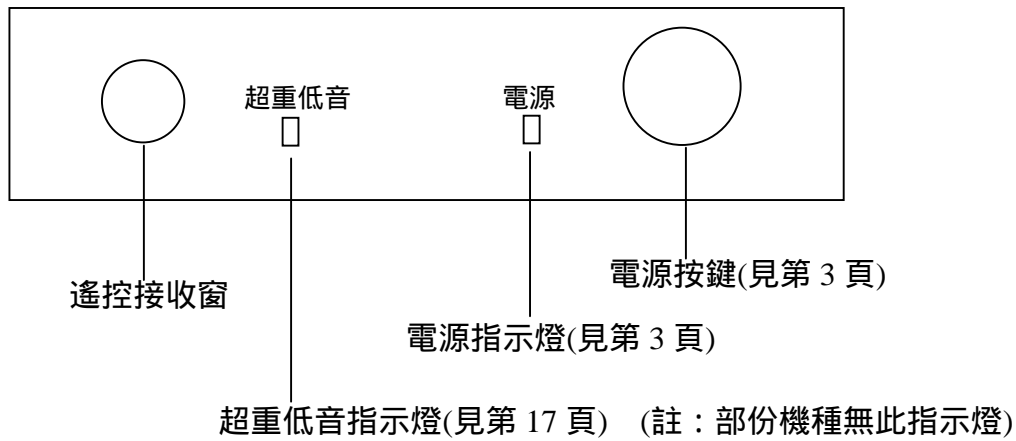 超重低音 電源
電源按鍵(見第 3 頁)
遙控接收窗
電源指示燈(見第 3 頁)
超重低音指示燈(見第 17 頁) (註：部份機種無此指示燈)